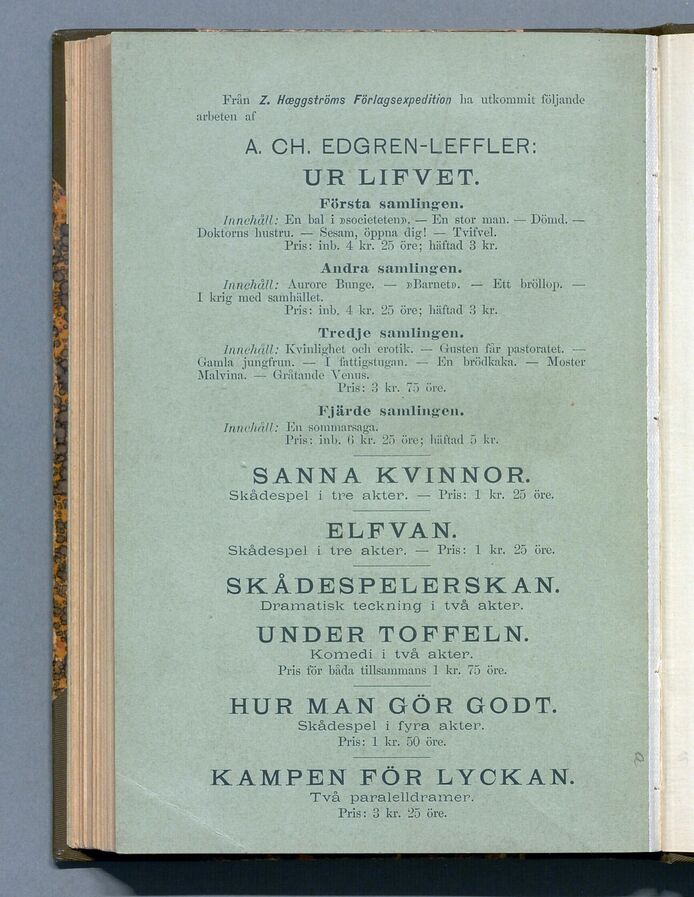 Från Z. Hæggströms Förlagsexpedition ha utkommit följande
arbeten af
A. CH. EDGREN-LEFFLER:
UR LIFVET.
Första samlingen.
Innehåll: En bal i »societeten». — En stor man. — Dömd. —
Doktorns hustru. — Sesam, öppna dig! — Tvifvel.
Pris: inb. 4 kr. 25 öre; häftad 3 kr.
Andra samlingen.
Innehåll: Aurore Bunge. — »Barnet». — Ett bröllop. —
I krig med samhället.
Pris: inb. 4 kr. 25 öre; häftad 3 kr.
Tredje samlingen.
Innehåll: Kvinlighet och erotik. — Gusten får pastoratet. —
Gamla jungfrun. — I fattigstugan. — En brödkaka. — Moster
Malvina. — Gråtande Venus.
Pris: 3 kr. 75 öre.
Fjärde samlingen.
Innehåll: En sommarsaga.
Pris: inb. 6 kr. 25 öre; häftad 5 kr.
SANNA KVINNOR.
Skådespel i tre akter. — Pris: 1 kr. 25 öre.
ELFVAN.
Skådespel i tre akter. — Pris: 1 kr. 25 öre.
SKÅDESPELERSKAN.
Dramatisk teckning i två akter.
UNDER TOFFELN.
Komedi i två akter.
Pris för båda tillsammans 1 kr. 75 öre.
HUR MAN GÖR GODT.
Skådespel i fyra akter.
Pris: 1 kr. 50 öre.
KAMPEN FÖR LYCKAN.
Två paralelldramer.
Pris: 3 kr. 25 öre.